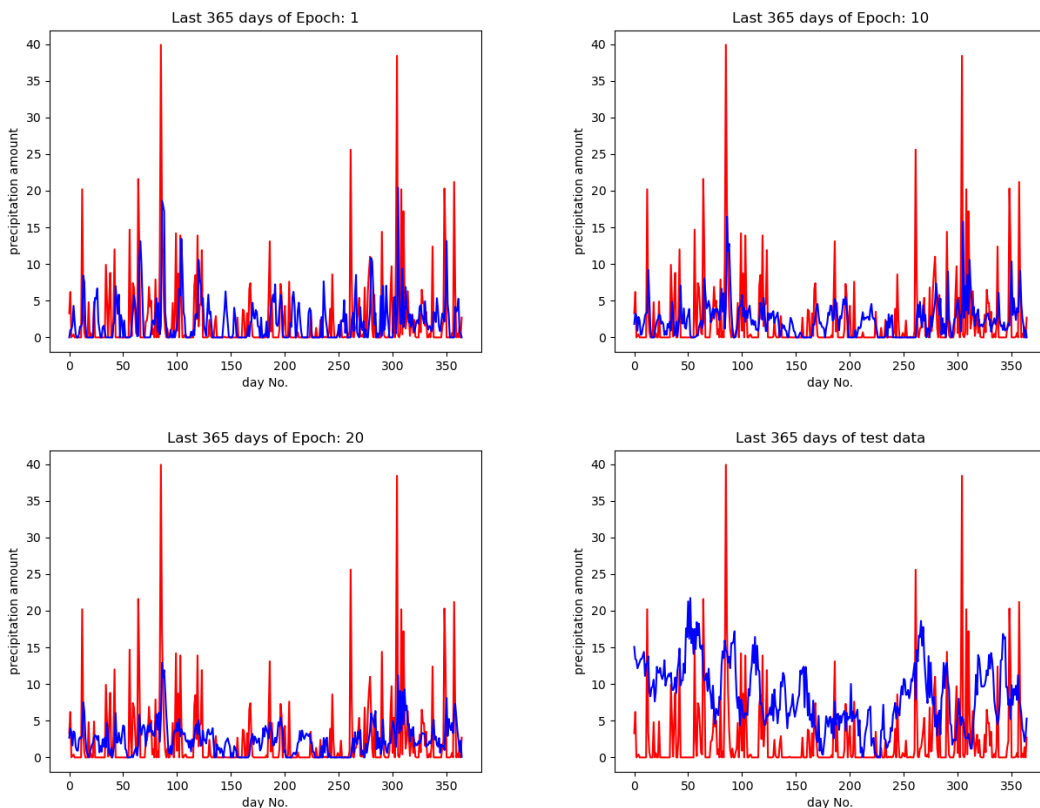 Last 365 days of Epoch: 1
40
35
30
25
20
15
10
5
0
precipitation amount
0 50 100 150 200 250 300 350
day No.
Last 365 days of Epoch: 10
40
35
30
25
20
15
10
5
0
precipitation amount
0 50 100 150 200 250 300 350
day No.
Last 365 days of Epoch: 20
40
35
30
25
20
15
10
5
0
precipitation amount
0 50 100 150 200 250 300 350
day No.
Last 365 days of test data
40
35
30
25
20
15
10
5
0
precipitation amount
0 50 100 150 200 250 300 350
day No.